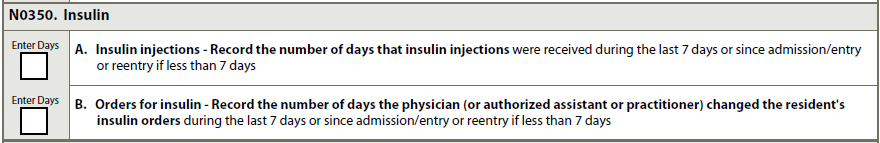 N0350. Insulin
Enter Days
A. Insulin injections - Record the number of days that insulin injections were received during the last 7 days or since admission/entry
or reentry if less than 7 days
Enter Days
B. Orders for insulin - Record the number of days the physician (or authorized assistant or practitioner) changed the resident's
insulin orders during the last 7 days or since admission/entry or reentry if less than 7 days